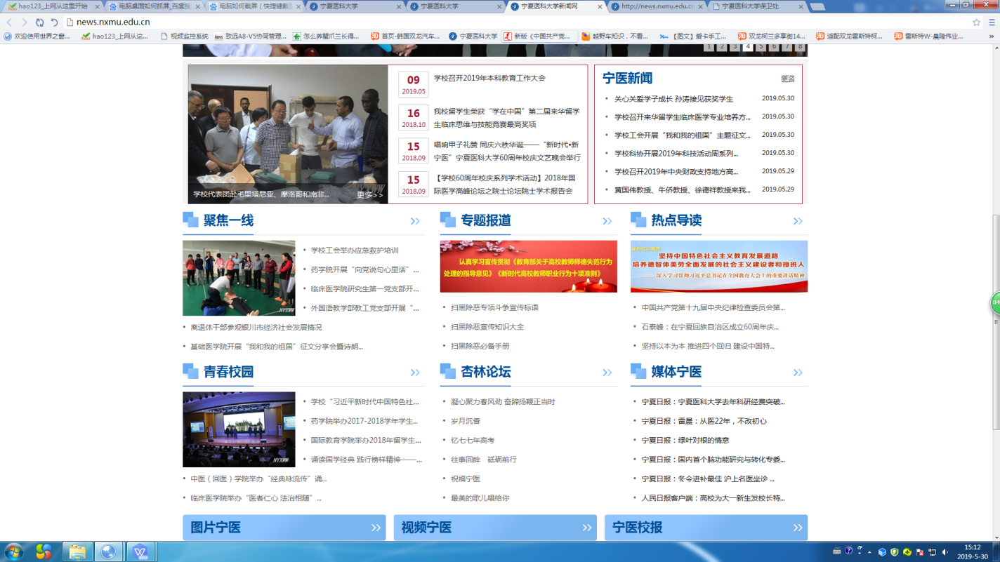 hao123_上网从这里开始
电脑桌面如何抓屏_百度搜
电脑如何截屏（快捷键截
宁夏医科大学
宁夏医科大学
宁夏医科大学新闻网
http://news.nxmu.edu.cn
宁夏医科大学保卫处
news.nxmu.edu.cn
欢迎使用世界之窗...
hao123_上网从这...
视频监控系统
致远A8-V5协同管理...
怎么养蟹爪兰长得...
首页-韩国双龙汽车...
宁夏医科大学
新版《中国共产党...
越野车知识，不看...
【图文】爱卡手工...
双龙柯兰多享御14...
适配双龙雷斯特柯...
雷斯特W-晨隆伟业...
1 2 3 4 5 6 7 8
学校代表团赴毛里塔尼亚、摩洛哥和南非...
更多>>
09
2019.05
学校召开2019年本科教育工作大会
16
2018.10
我校留学生荣获“学在中国”第二届来华留学
生临床思维与技能竞赛最高奖项
15
2018.09
唱响甲子礼赞 同庆六秩华诞——“新时代•新
宁医”宁夏医科大学60周年校庆文艺晚会举行
15
2018.09
【学校60周年校庆系列学术活动】2018年国
际医学高峰论坛之院士论坛院士学术报告会
宁医新闻
关心关爱学子成长 孙涛接见获奖学生 2019.05.30
学校召开来华留学生临床医学专业培养方... 2019.05.30
学校工会开展“我和我的祖国”主题征文... 2019.05.30
学校科协开展2019年科技活动周系列... 2019.05.30
学校召开2019年中央财政支持地方高... 2019.05.29
黄国伟教授、牛侨教授、徐德祥教授来我... 2019.05.29
聚焦一线
NYXWW
学校工会举办应急救护培训
药学院开展“向党说句心里话”...
临床医学院研究生第一党支部开...
外国语教学部教工党支部开展“...
离退休干部参观银川市经济社会发展情况
基础医学院开展“我和我的祖国”征文分享会暨诗朗...
专题报道
认真学习宣传贯彻《教育部关于高校教师师德失范行为
处理的指导意见》《新时代高校教师职业行为十项准则》
扫黑除恶专项斗争宣传标语
扫黑除恶宣传知识大全
扫黑除恶必备手册
热点导读
坚持中国特色社会主义教育发展道路
培养德智体美劳全面发展的社会主义建设者和接班人
——深入学习贯彻习近平总书记在全国教育大会上的重要讲话精神
中国共产党第十九届中央纪律检查委员会第...
石泰峰：在宁夏回族自治区成立60周年庆...
坚持以本为本 推进四个回归 建设中国特...
青春校园
NYXWW
学校“习近平新时代中国特色社...
药学院举办2017-2018学年学生...
国际教育学院举办2018年留学生...
诵读国学经典 践行榜样精神——...
中医（回医）学院举办“经典咏流传”诵...
临床医学院举办“医者仁心 法治相随”...
杏林论坛
凝心聚力春风劲 奋蹄扬鞭正当时
岁月沉香
忆七七年高考
往事回眸 砥砺前行
祝福宁医
最美的歌儿唱给你
媒体宁医
宁夏日报：宁夏医科大学去年科研经费突破...
宁夏日报：雷晨：从医22年，不改初心
宁夏日报：绿叶对根的情意
宁夏日报：国内首个脑功能研究与转化专委...
宁夏日报：冬令进补最佳 沪上名医坐诊 ...
人民日报客户端：高校为大一新生发校长特...
图片宁医
视频宁医
宁医校报
84
15:12
2019-5-30